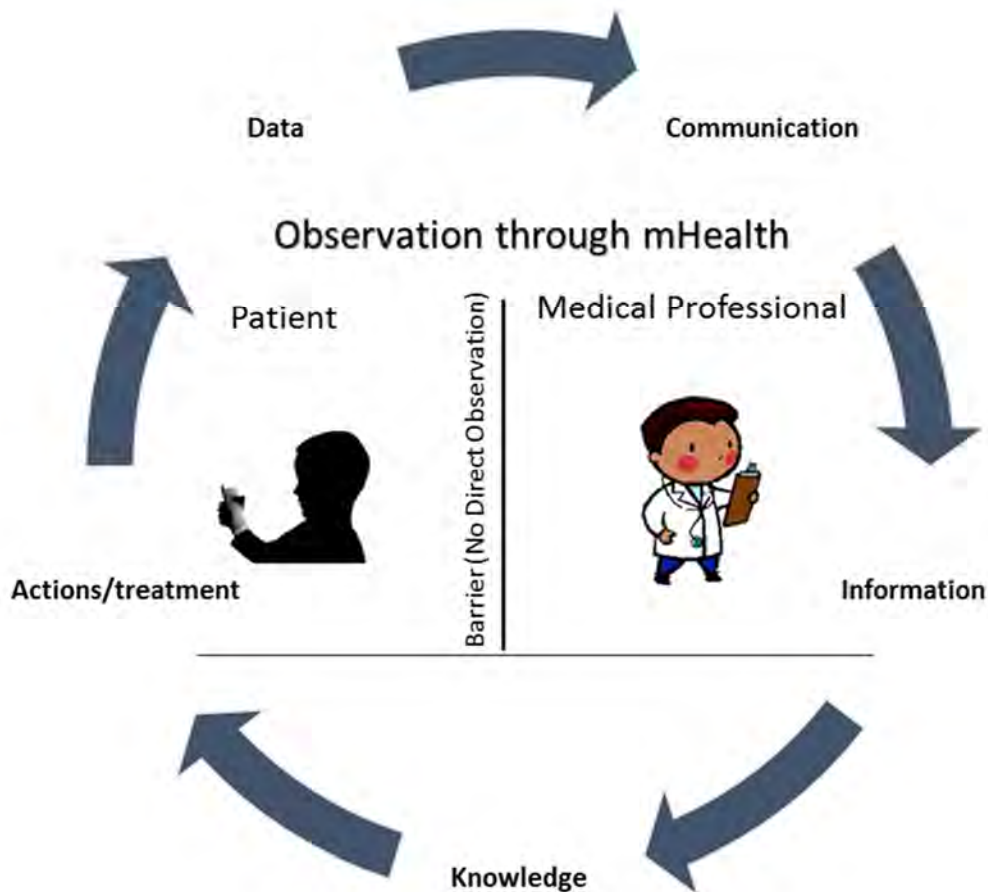 Data
Communication
Observation through mHealth
Patient
Medical Professional
Barrier (No Direct Observation)
Actions/treatment
Information
Knowledge